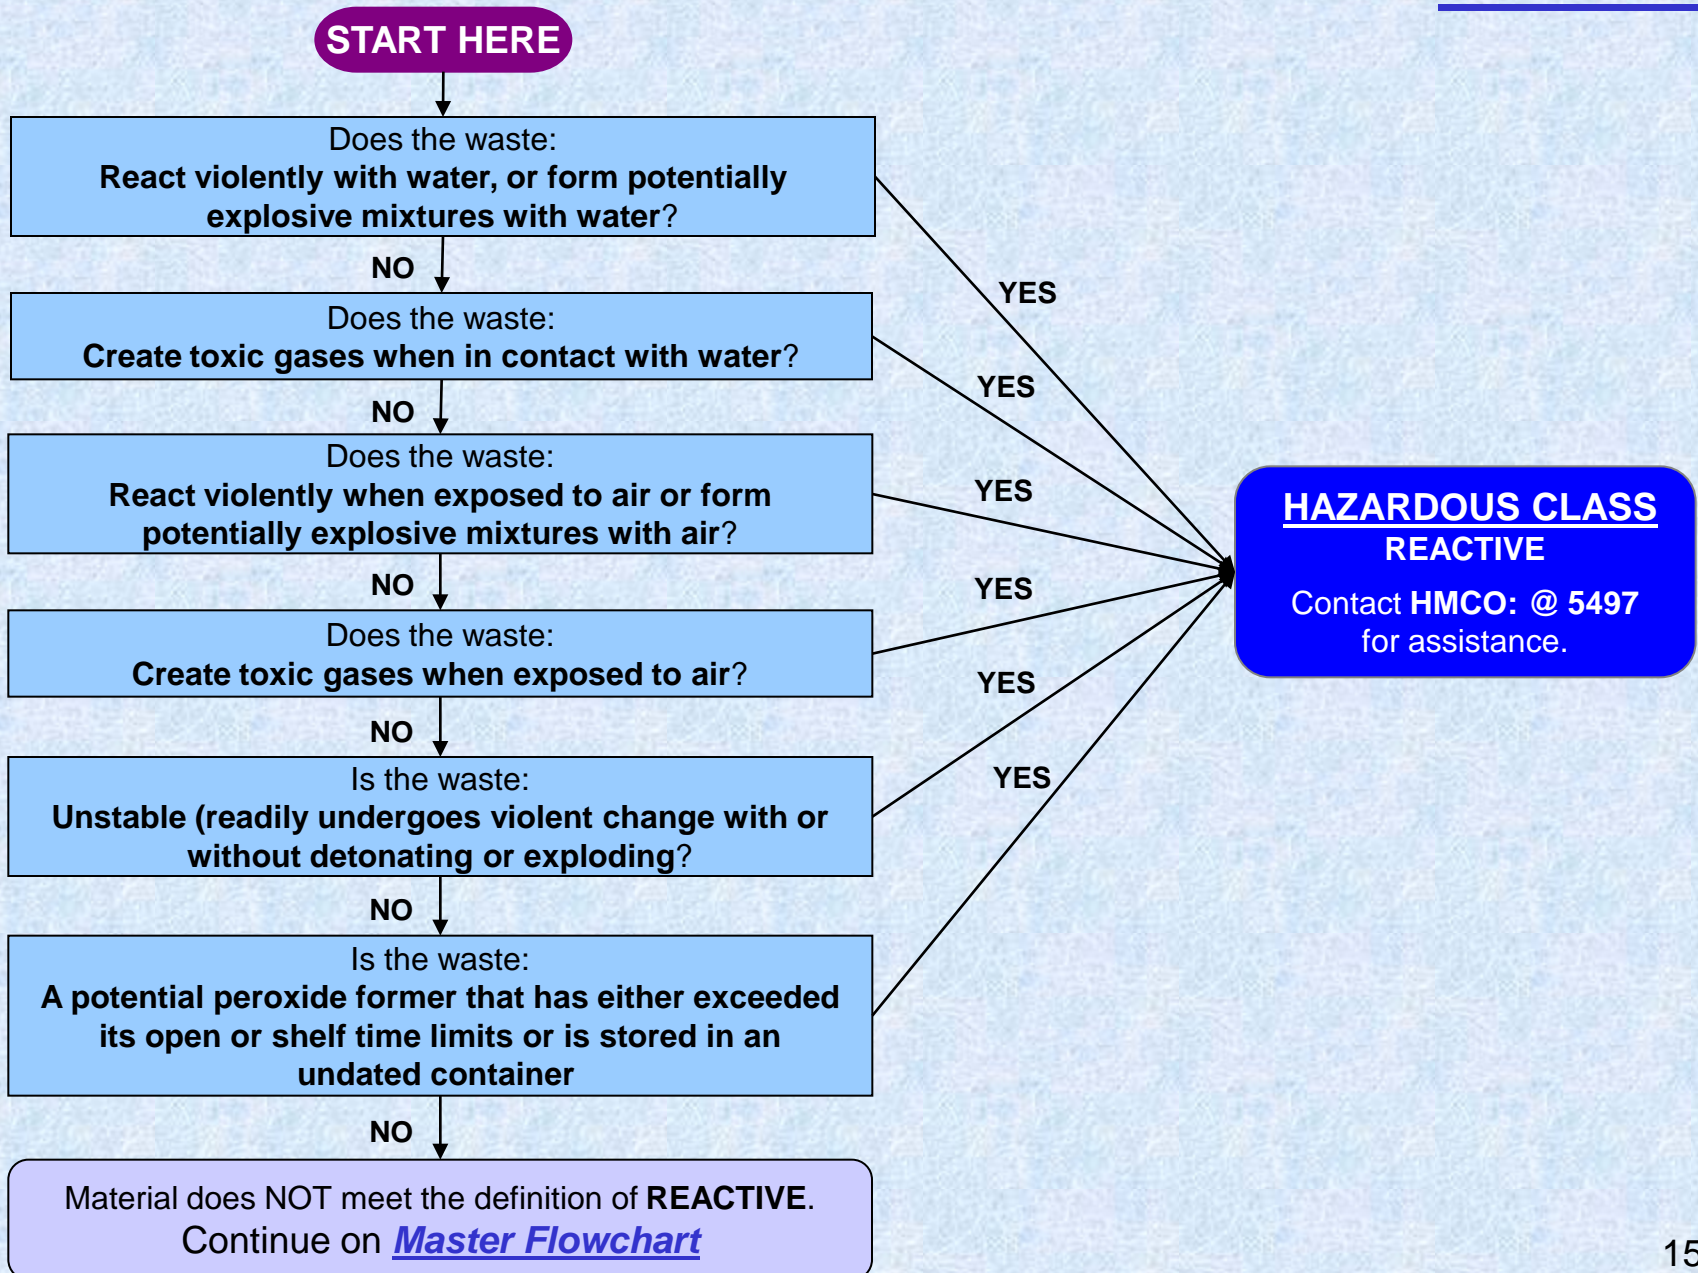 START HERE
Does the waste:
React violently with water, or form potentially
explosive mixtures with water?
NO
YES
Does the waste:
Create toxic gases when in contact with water?
YES
NO
Does the waste:
React violently when exposed to air or form
potentially explosive mixtures with air?
YES
HAZARDOUS CLASS
REACTIVE
Contact HMCO: @ 5497
for assistance.
NO
YES
Does the waste:
Create toxic gases when exposed to air?
YES
NO
Is the waste:
Unstable (readily undergoes violent change with or
without detonating or exploding?
YES
NO
Is the waste:
A potential peroxide former that has either exceeded
its open or shelf time limits or is stored in an
undated container
NO
Material does NOT meet the definition of REACTIVE.
Continue on Master Flowchart
15